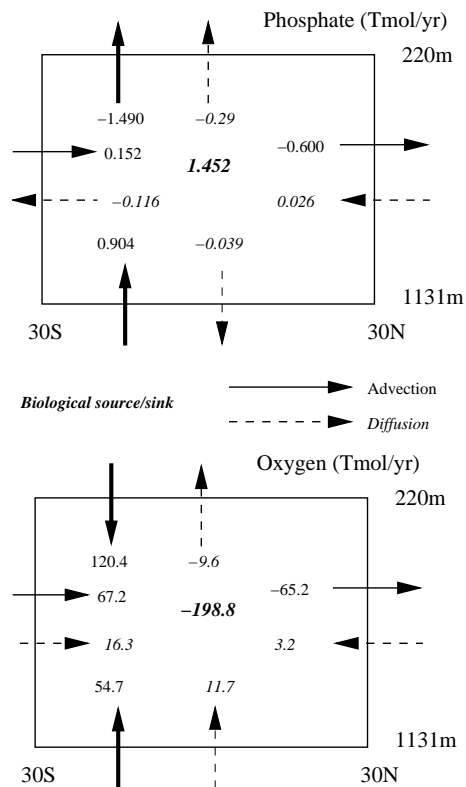 Phosphate (Tmol/yr)
220m
−1.490 −0.29
0.152 1.452 −0.600
−0.116 0.026
0.904 −0.039
1131m
30S 30N
Biological source/sink
Advection
Diffusion
Oxygen (Tmol/yr)
220m
120.4 −9.6
67.2 −198.8 −65.2
16.3 3.2
54.7 11.7
1131m
30S 30N